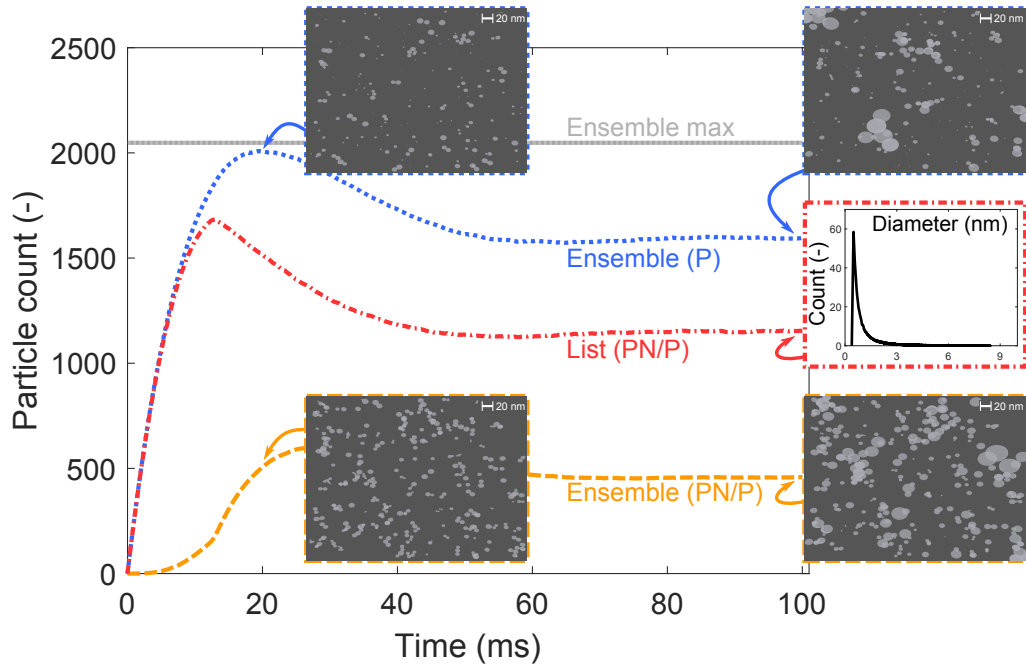 20 nm
20 nm
2500
2000
1500
1000
500
0
Particle count (-)
Ensemble max
Ensemble (P)
List (PN/P)
Ensemble (PN/P)
Diameter (nm)
Count (-)
60
40
20
0
0
3
6
9
20 nm
20 nm
0
20
40
60
80
100
Time (ms)